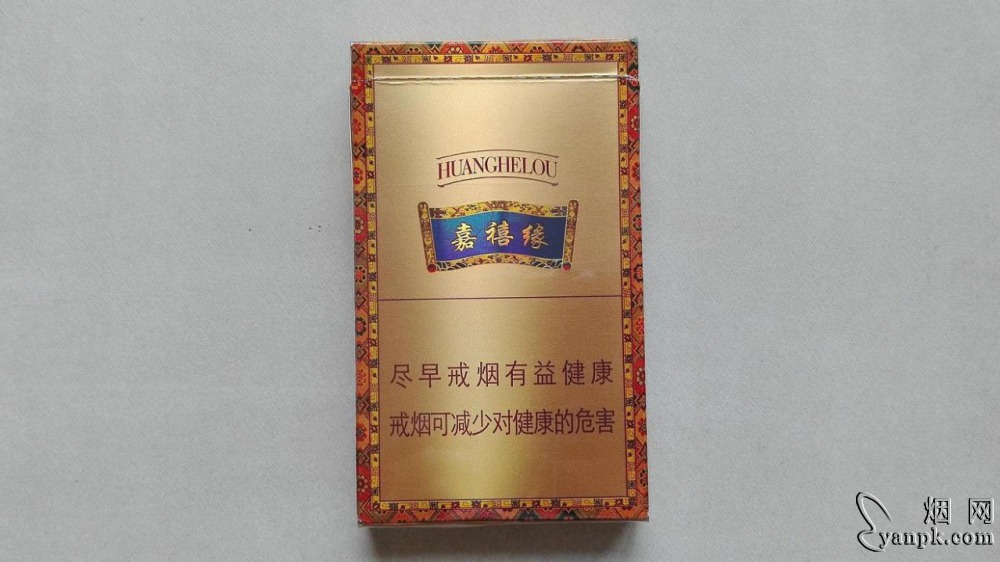 HUANGHELOU
嘉禧缘
尽早戒烟有益健康
戒烟可减少对健康的危害
烟网
yanpk.com